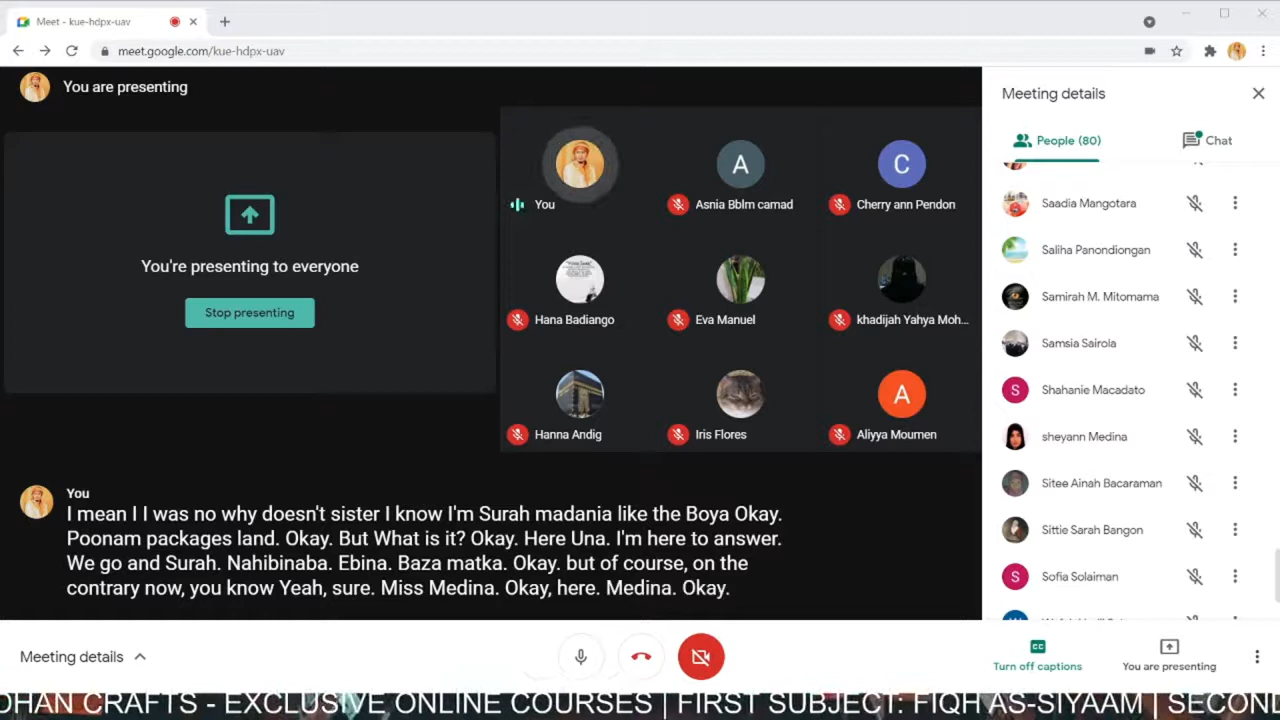 Meet - kue-hdpx-uav
meet.google.com/kue-hdpx-uav
You are presenting
You're presenting to everyone
Stop presenting
You
Asnia Bblm camad
Cherry ann Pendon
Hana Badiango
Eva Manuel
khadijah Yahya Moh...
Hanna Andig
Iris Flores
A
Aliyya Moumen
A
C
You
I mean I I was no why doesn't sister I know I'm Surah madania like the Boya Okay.
Poonam packages land. Okay. But What is it? Okay. Here Una. I'm here to answer.
We go and Surah. Nahibinaba. Ebina. Baza matka. Okay. but of course, on the
contrary now, you know Yeah, sure. Miss Medina. Okay, here. Medina. Okay.
Meeting details
People (80)
Chat
Saadia Mangotara
Saliha Panondiongan
Samirah M. Mitomama
Samsia Sairola
S
Shahanie Macadato
sheyann Medina
Sitee Ainah Bacaraman
Sittie Sarah Bangon
S
Sofia Solaiman
Meeting details
CC
Turn off captions
You are presenting
OHAN CRAFTS - EXCLUSIVE ONLINE COURSES | FIRST SUBJECT: FIQH AS-SIYAAM | SECOND